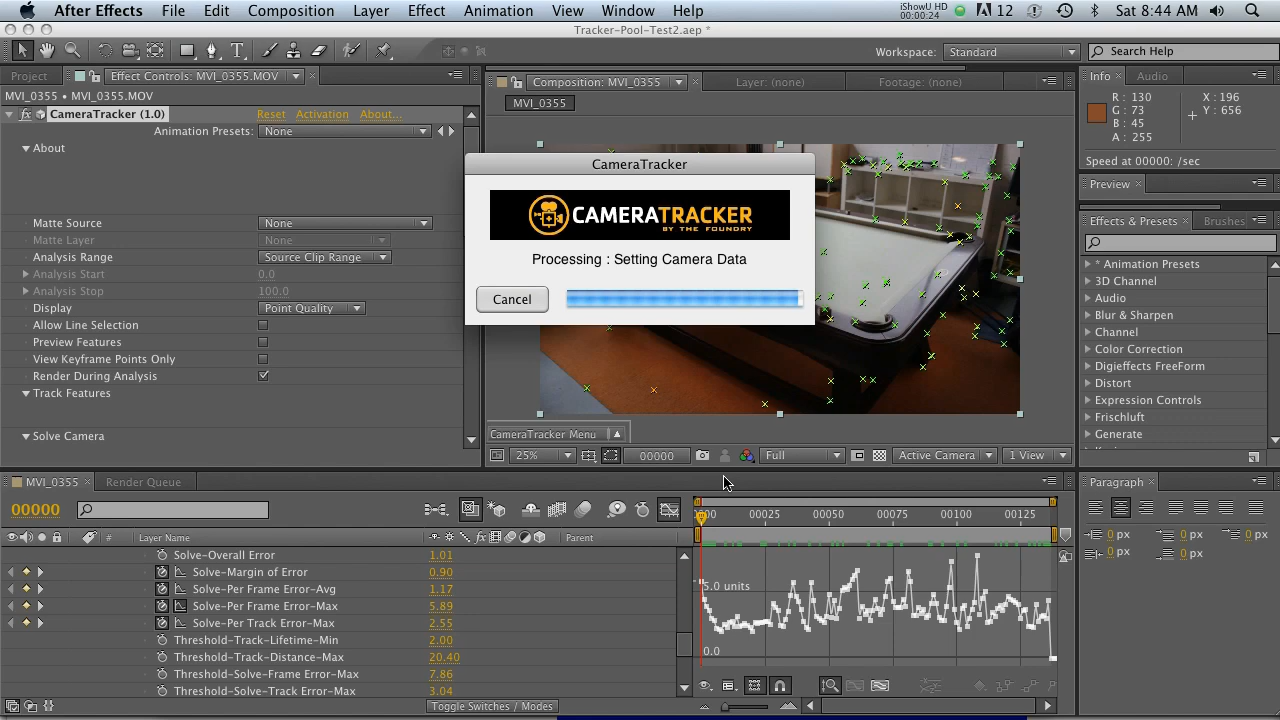 After Effects File Edit Composition Layer Effect Animation View Window Help iShowU HD 00:00:24 12 Sat 8:44 AM
Tracker-Pool-Test2.aep *
Workspace: Standard Search Help
Project Effect Controls: MVI_0355.MOV
MVI_0355 • MVI_0355.MOV
fx CameraTracker (1.0) Reset Activation About...
Animation Presets: None
About
Matte Source None
Matte Layer None
Analysis Range Source Clip Range
Analysis Start 0.0
Analysis Stop 100.0
Display Point Quality
Allow Line Selection
Preview Features
View Keyframe Points Only
Render During Analysis
Track Features
Solve Camera
Composition: MVI_0355 Layer: (none) Footage: (none)
MVI_0355
CameraTracker
CAMERATRACKER
BY THE FOUNDRY
Processing : Setting Camera Data
Cancel
CameraTracker Menu
25% 00000 Full Active Camera 1 View
Info Audio
R : 130 X : 196
G : 73 Y : 656
B : 45
A : 255
Speed at 00000: /sec
Preview
Effects & Presets Brushes
* Animation Presets
3D Channel
Audio
Blur & Sharpen
Channel
Color Correction
Digieffects FreeForm
Distort
Expression Controls
Frischluft
Generate
MVI_0355 Render Queue
00000
# Layer Name Parent
Solve-Overall Error 1.01
Solve-Margin of Error 0.90
Solve-Per Frame Error-Avg 1.17
Solve-Per Frame Error-Max 5.89
Solve-Per Track Error-Max 2.55
Threshold-Track-Lifetime-Min 2.00
Threshold-Track-Distance-Max 20.40
Threshold-Solve-Frame Error-Max 7.86
Threshold-Solve-Track Error-Max 3.04
Toggle Switches / Modes
00025 00050 00075 00100 00125
5.0 units
0.0
Paragraph
0 px 0 px 0 px
0 px 0 px